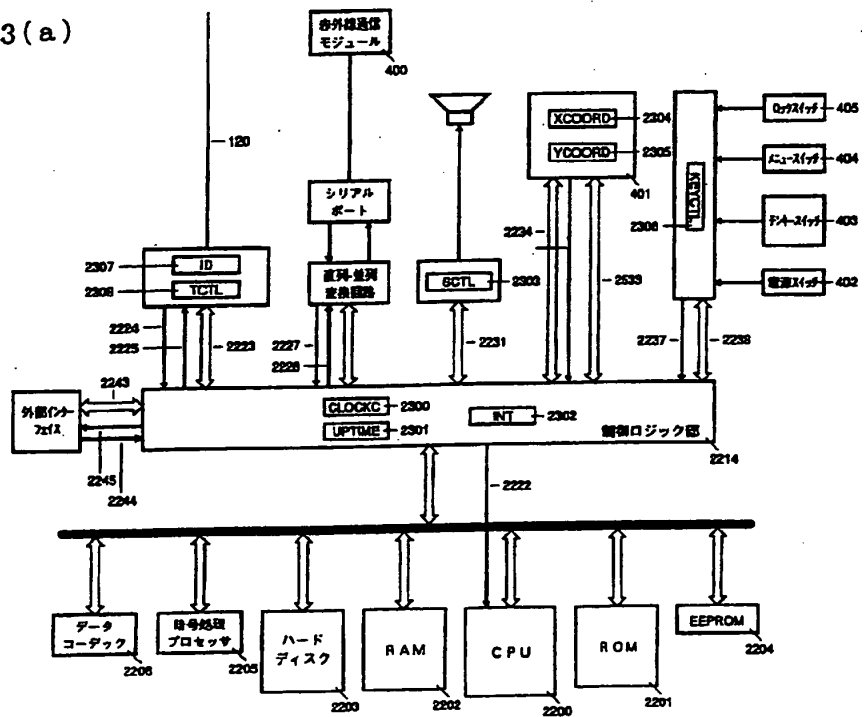 3(a)
赤外線通信
モジュール
400
120
シリアル
ポート
XCOORD
2304
YCOORD
2305
401
KEYCTL
2306
ロックスイッチ
405
メニュースイッチ
404
テンキースイッチ
403
電源スイッチ
402
2307
ID
2308
TCTL
直列-並列
変換回路
SCTL
2303
2234
2533
2224
2225
2223
2227
2226
2231
2237
2238
2243
外部インター
フェイス
2245
2244
CLOCKC
2300
UPTIME
2301
INT
2302
制御ロジック部
2214
2222
データ
コーデック
2206
暗号処理
プロセッサ
2205
ハード
ディスク
2203
RAM
2202
CPU
2200
ROM
2201
EEPROM
2204